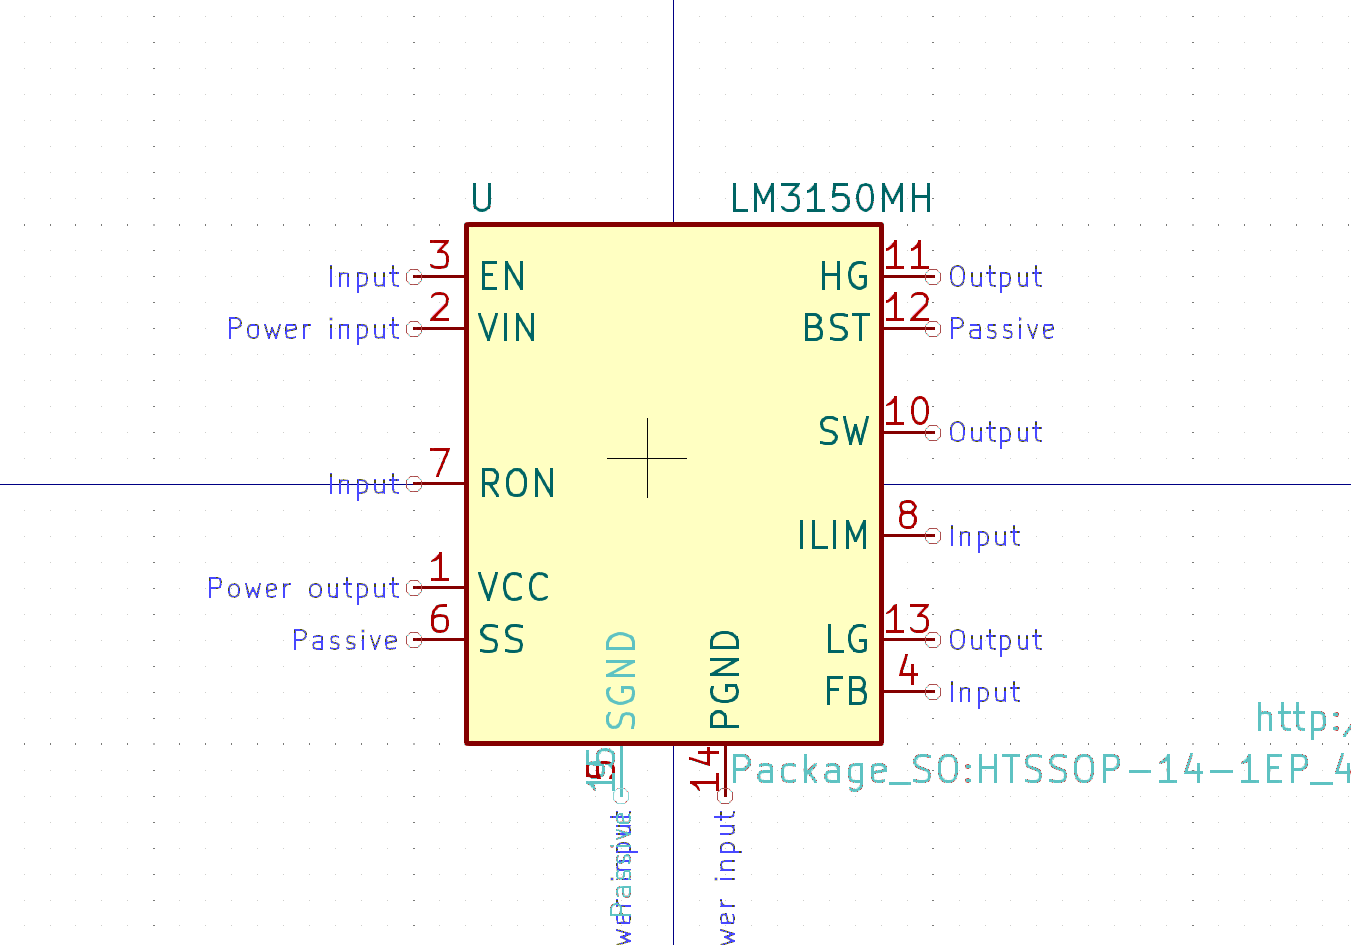 U
LM3150MH
Input 3 EN
HG 11 Output
Power input 2 VIN
BST 12 Passive
SW 10 Output
Input 7 RON
ILIM 8 Input
Power output 1 VCC
Passive 6 SS
LG 13 Output
FB 4 Input
SGND
PGND
14
http:/
Package_SO:HTSSOP-14-1EP_4
Passive
wer input
wer input